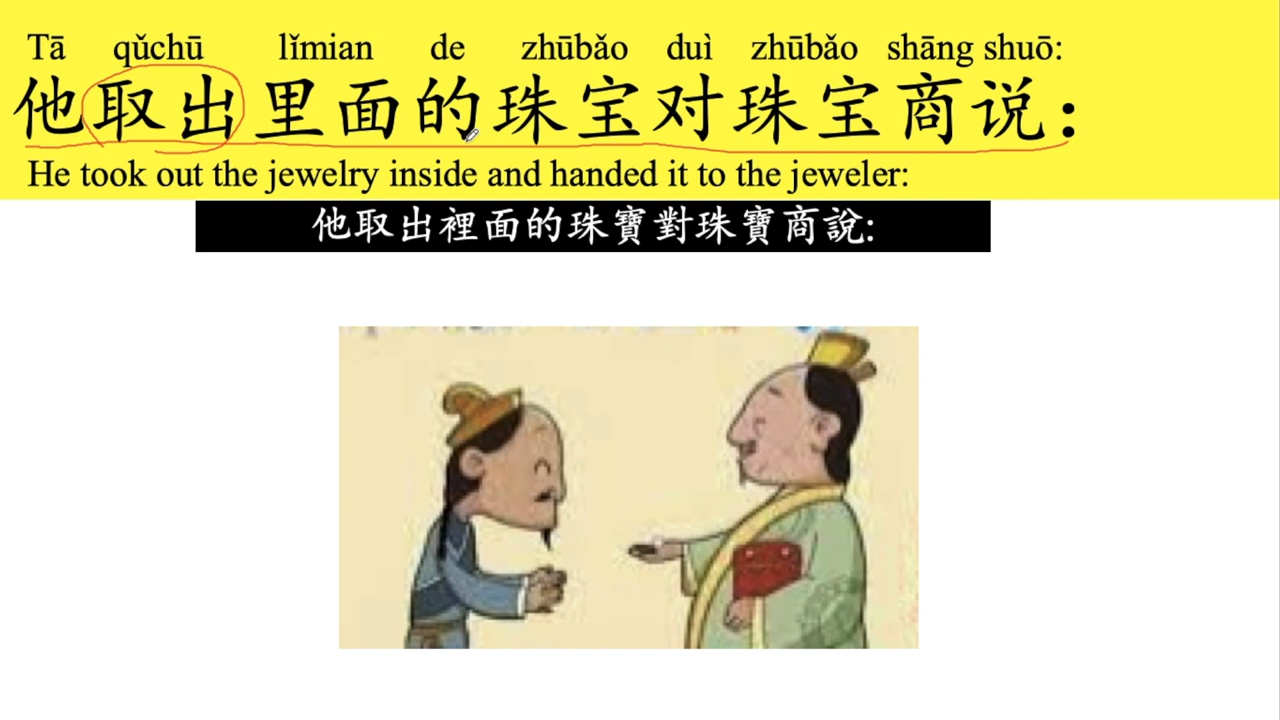 Tā qǔchū lǐmian de zhūbǎo duì zhūbǎo shāng shuō:
他取出里面的珠宝对珠宝商说：
He took out the jewelry inside and handed it to the jeweler:
他取出裡面的珠寶對珠寶商說: